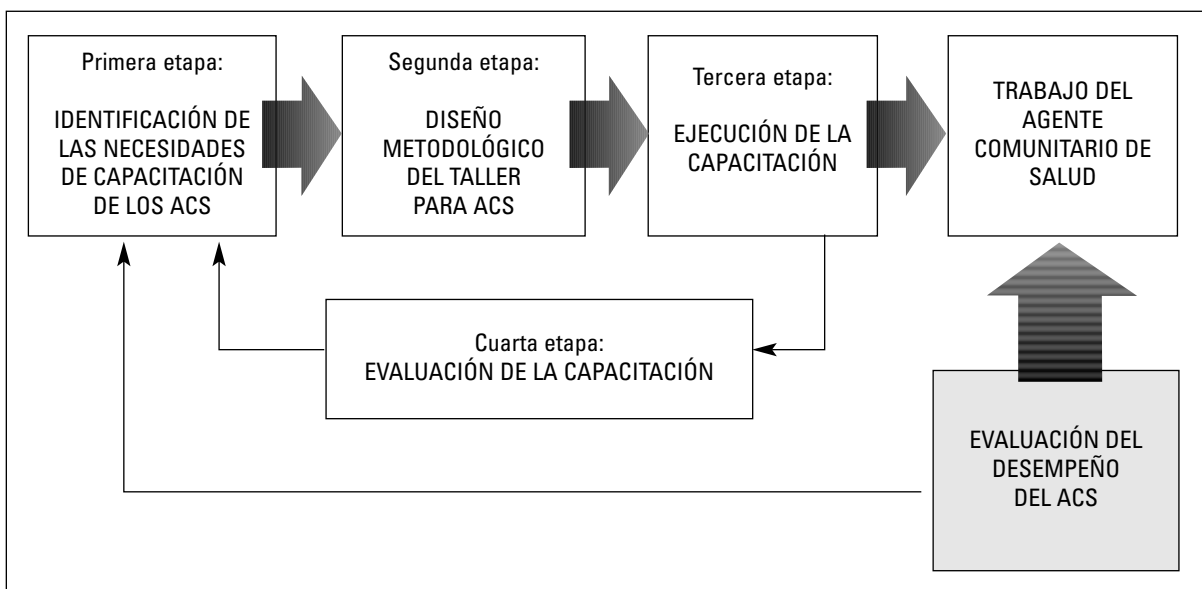 Primera etapa:
IDENTIFICACIÓN DE
LAS NECESIDADES
DE CAPACITACIÓN
DE LOS ACS
Segunda etapa:
DISEÑO
METODOLÓGICO
DEL TALLER
PARA ACS
Tercera etapa:
EJECUCIÓN DE LA
CAPACITACIÓN
TRABAJO DEL
AGENTE
COMUNITARIO DE
SALUD
Cuarta etapa:
EVALUACIÓN DE LA CAPACITACIÓN
EVALUACIÓN DEL
DESEMPEÑO
DEL ACS